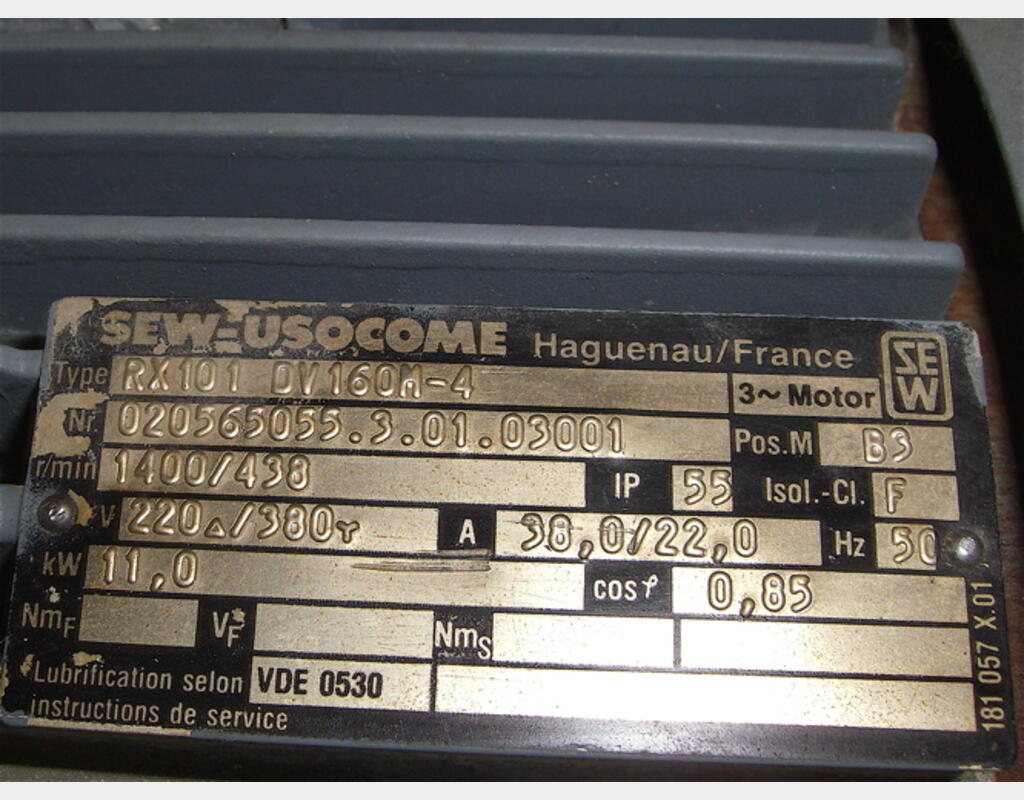 SEW-USOCOME Haguenau/France SEW
Type RX101 DV160M-4 3~ Motor
Nr. 020565055.3.01.03001 Pos.M B3
r/min 1400/438 IP 55 Isol.-Cl. F
V 220△/380Y A 38,0/22,0 Hz 50
kW 11,0 cosφ 0,85
NmF VF NmS
Lubrification selon VDE 0530
instructions de service
181 057 X.01